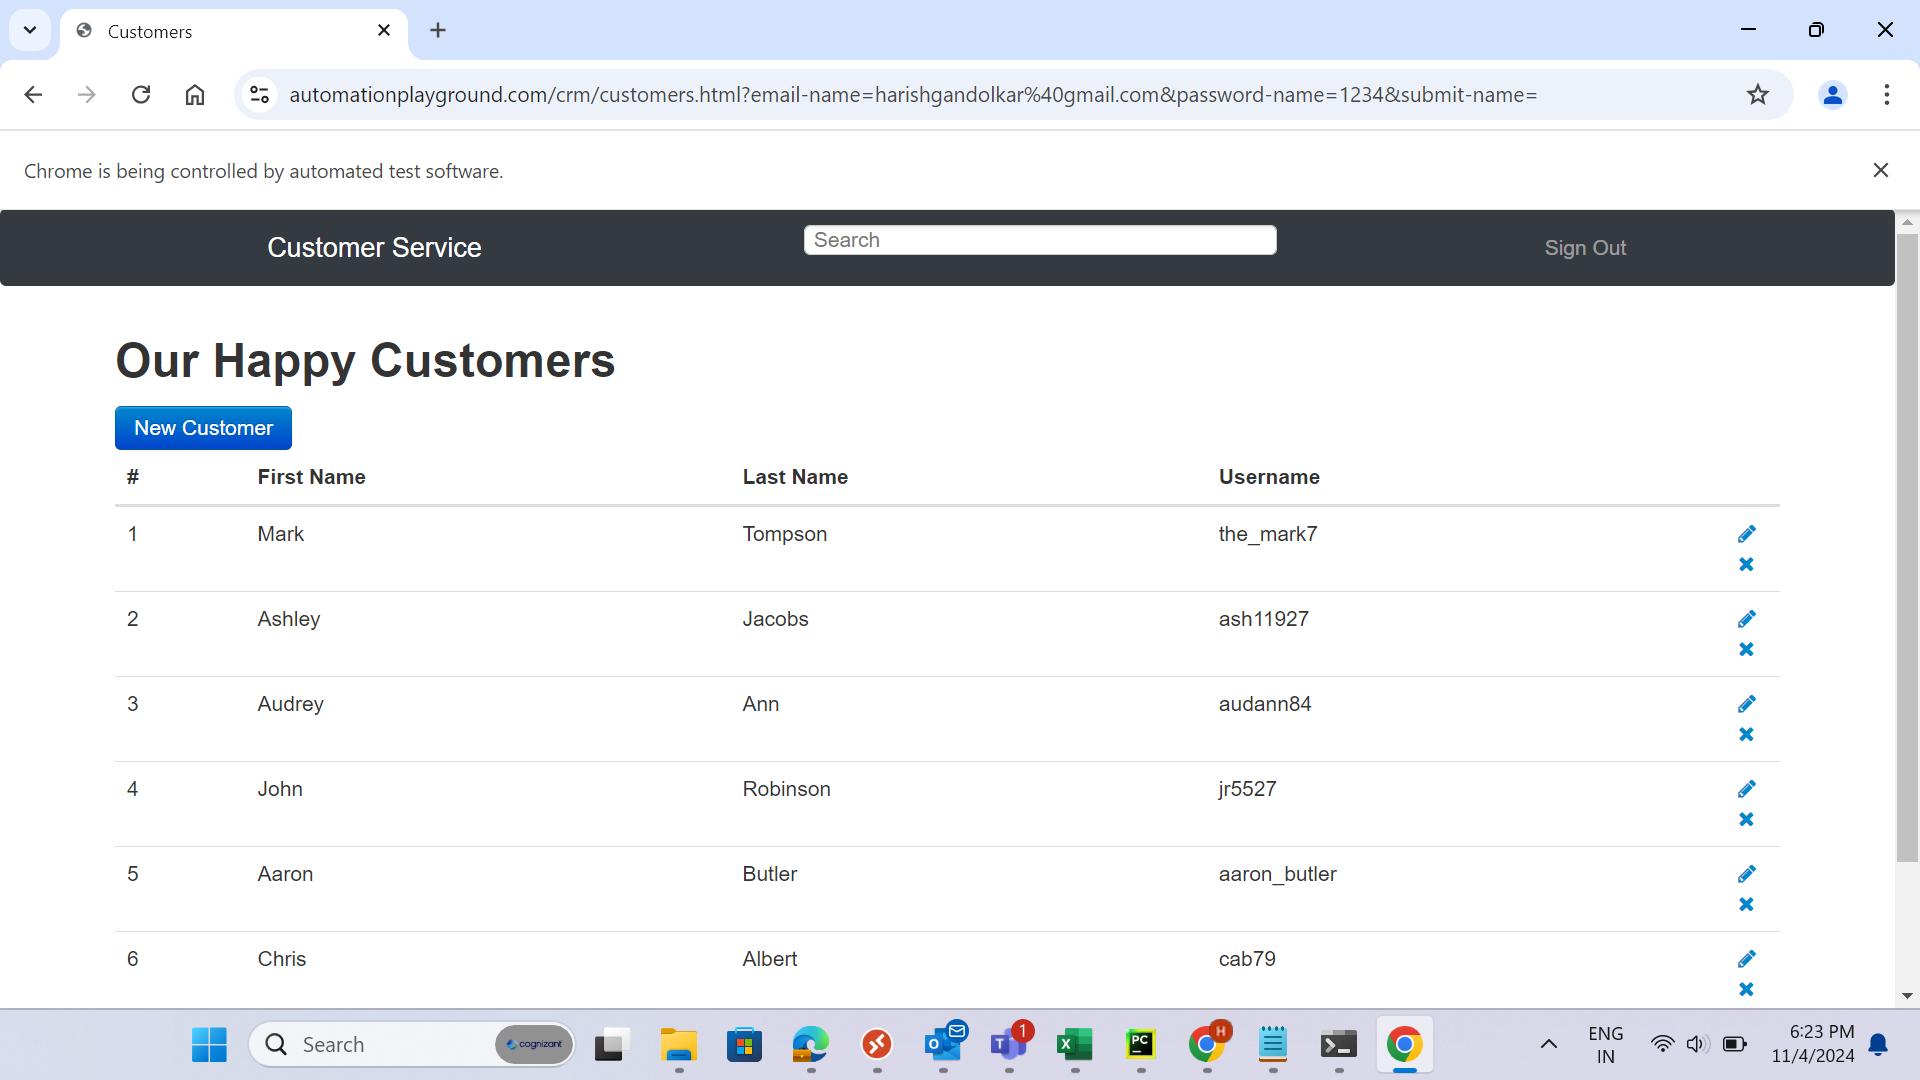 Customers
automationplayground.com/crm/customers.html?email-name=harishgandolkar%40gmail.com&password-name=1234&submit-name=
Chrome is being controlled by automated test software.
Customer Service
Search
Sign Out
Our Happy Customers
New Customer
# First Name Last Name Username
1 Mark Tompson the_mark7
2 Ashley Jacobs ash11927
3 Audrey Ann audann84
4 John Robinson jr5527
5 Aaron Butler aaron_butler
6 Chris Albert cab79
Search cognizant
O
T 1
X
PC
H
ENG
IN
6:23 PM
11/4/2024